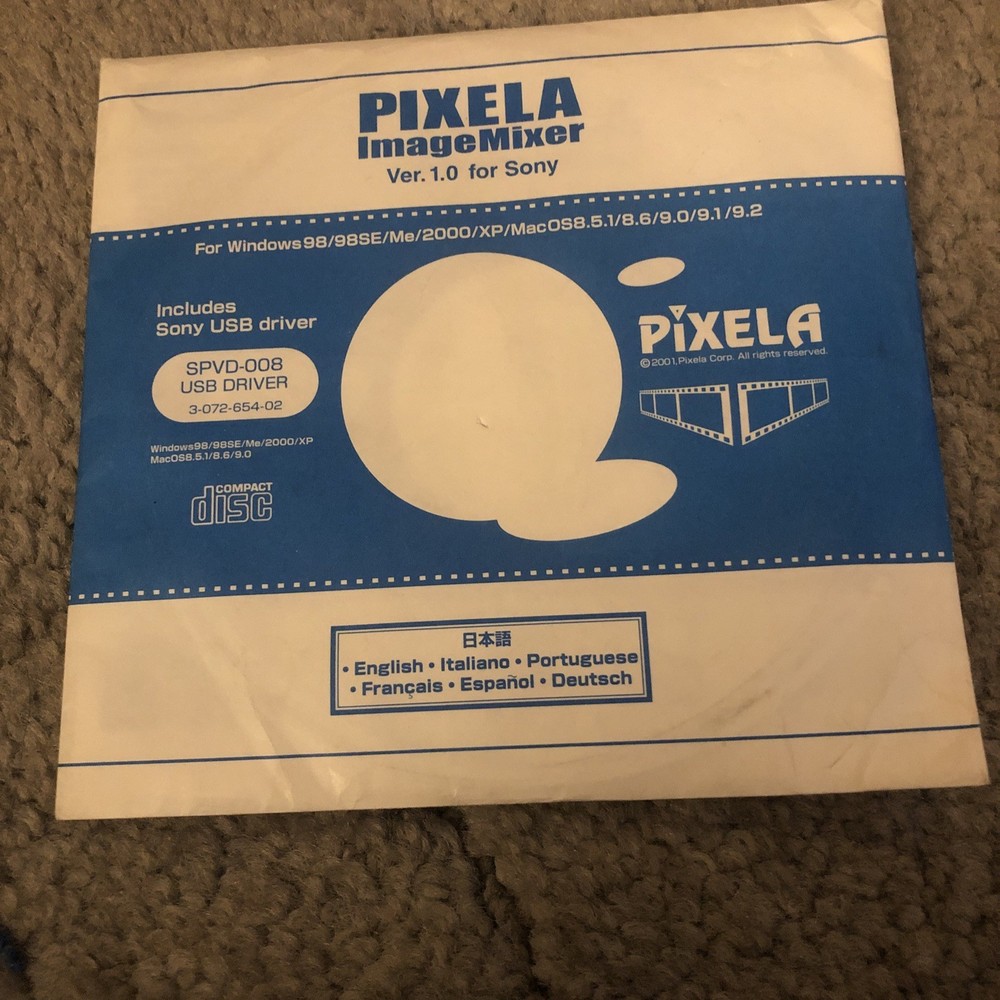 PIXELA
ImageMixer
Ver. 1.0 for Sony
For Windows98/98SE/Me/2000/XP/MacOS8.5.1/8.6/9.0/9.1/9.2
Includes
Sony USB driver
SPVD-008
USB DRIVER
3-072-654-02
Windows98/98SE/Me/2000/XP
MacOS8.5.1/8.6/9.0
COMPACT
disc
PiXELA
©2001,Pixela Corp. All rights reserved.
日本語
• English • Italiano • Portuguese
• Français • Español • Deutsch